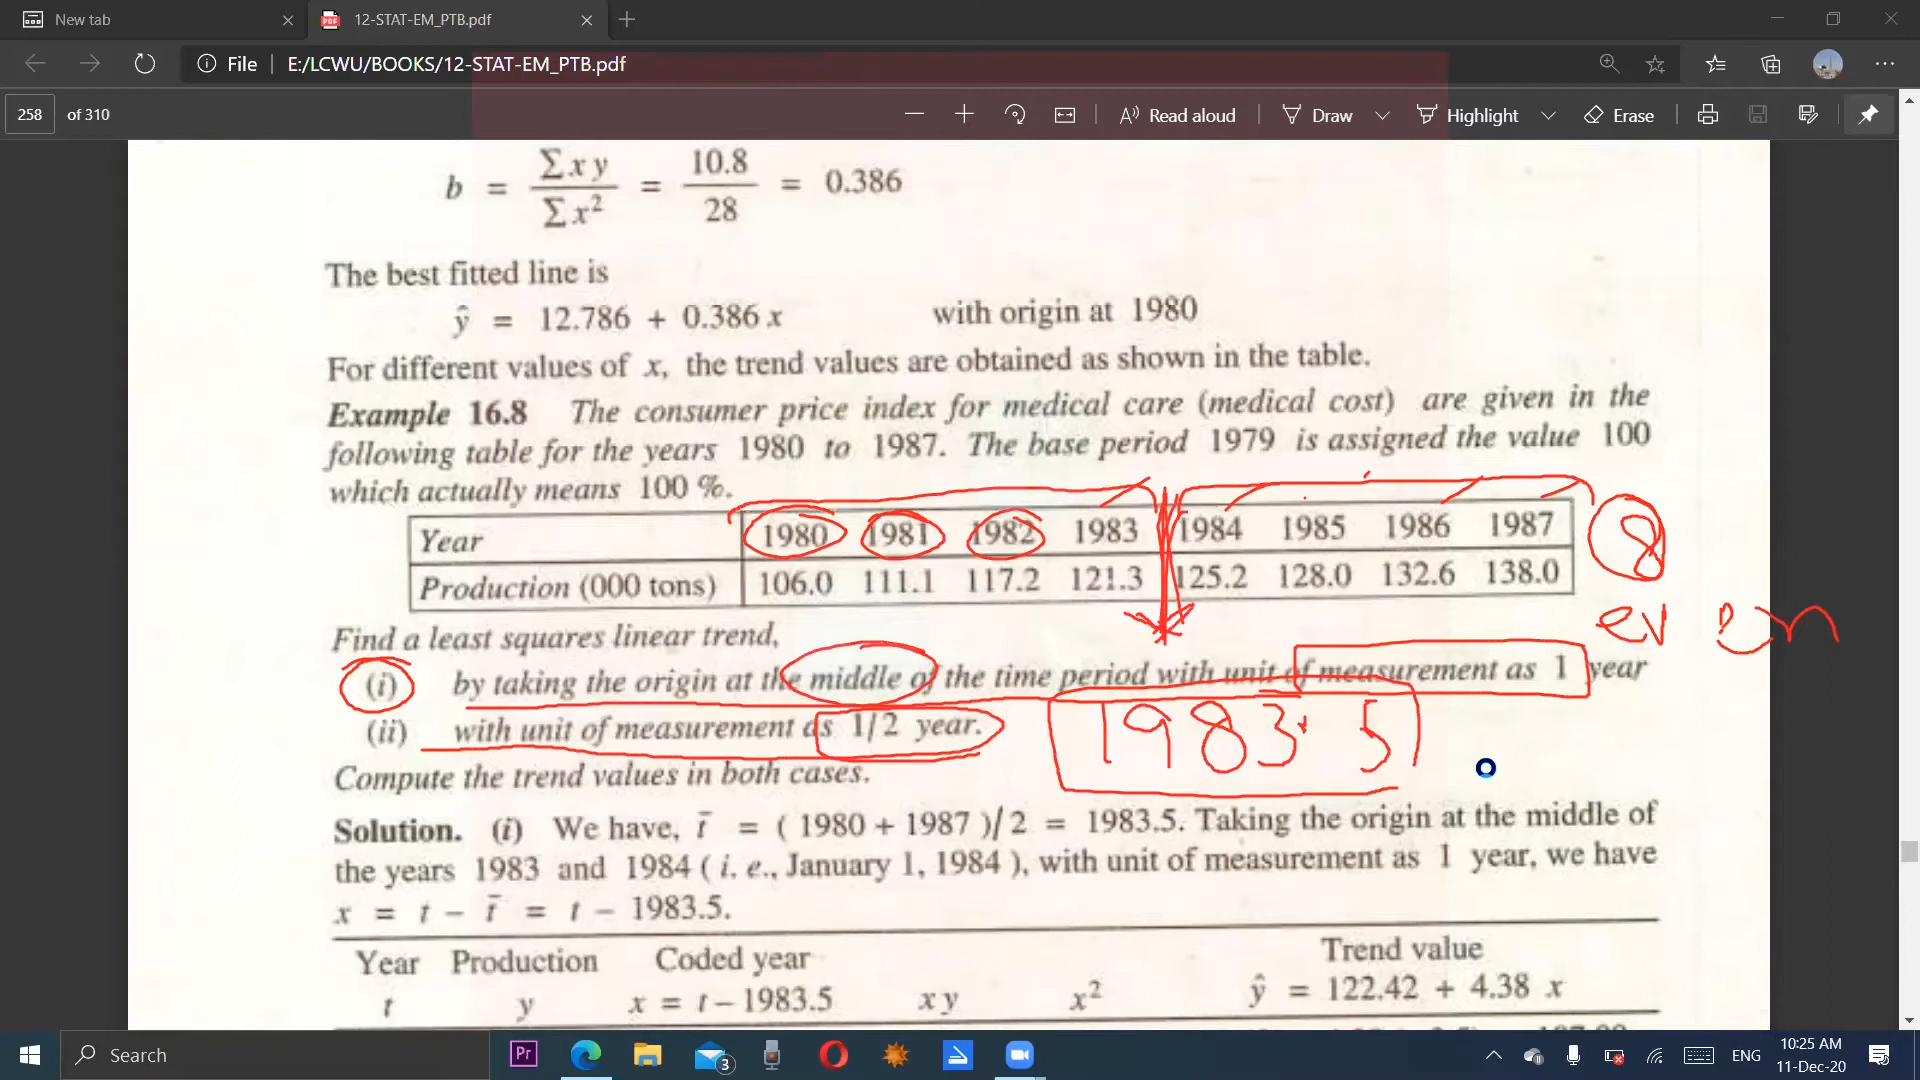 New tab
12-STAT-EM_PTB.pdf
File
E:/LCWU/BOOKS/12-STAT-EM_PTB.pdf
258 of 310
Read aloud
Draw
Highlight
Erase
b = Σxy / Σx² = 10.8 / 28 = 0.386
The best fitted line is
ŷ = 12.786 + 0.386 x with origin at 1980
For different values of x, the trend values are obtained as shown in the table.
Example 16.8 The consumer price index for medical care (medical cost) are given in the
following table for the years 1980 to 1987. The base period 1979 is assigned the value 100
which actually means 100 %.
Year 1980 1981 1982 1983 1984 1985 1986 1987
8
Production (000 tons) 106.0 111.1 117.2 121.3 125.2 128.0 132.6 138.0
even
Find a least squares linear trend,
(i) by taking the origin at the middle of the time period with unit of measurement as 1 year
(ii) with unit of measurement as 1/2 year.
1983.5
Compute the trend values in both cases.
Solution. (i) We have, t̄ = ( 1980 + 1987 )/2 = 1983.5. Taking the origin at the middle of
the years 1983 and 1984 ( i. e., January 1, 1984 ), with unit of measurement as 1 year, we have
x = t − t̄ = t − 1983.5.
Year Production Coded year Trend value
t y x = t − 1983.5 xy x² ŷ = 122.42 + 4.38 x
Search
Pr
3
ENG
10:25 AM
11-Dec-20